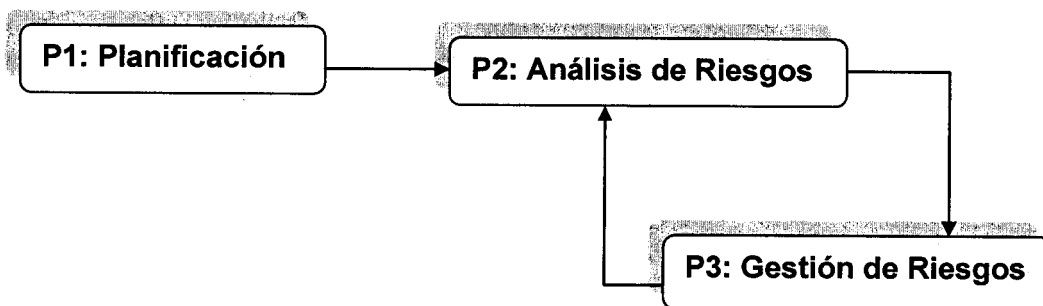 P1: Planificación
P2: Análisis de Riesgos
P3: Gestión de Riesgos